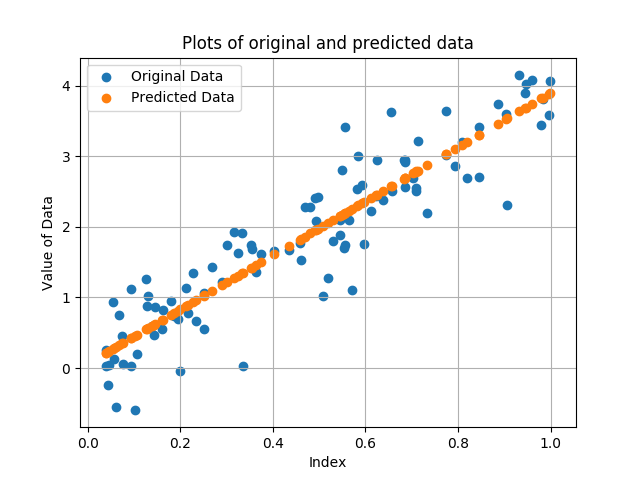 Plots of original and predicted data
Original Data
Predicted Data
Value of Data
4
3
2
1
0
0.0 0.2 0.4 0.6 0.8 1.0
Index